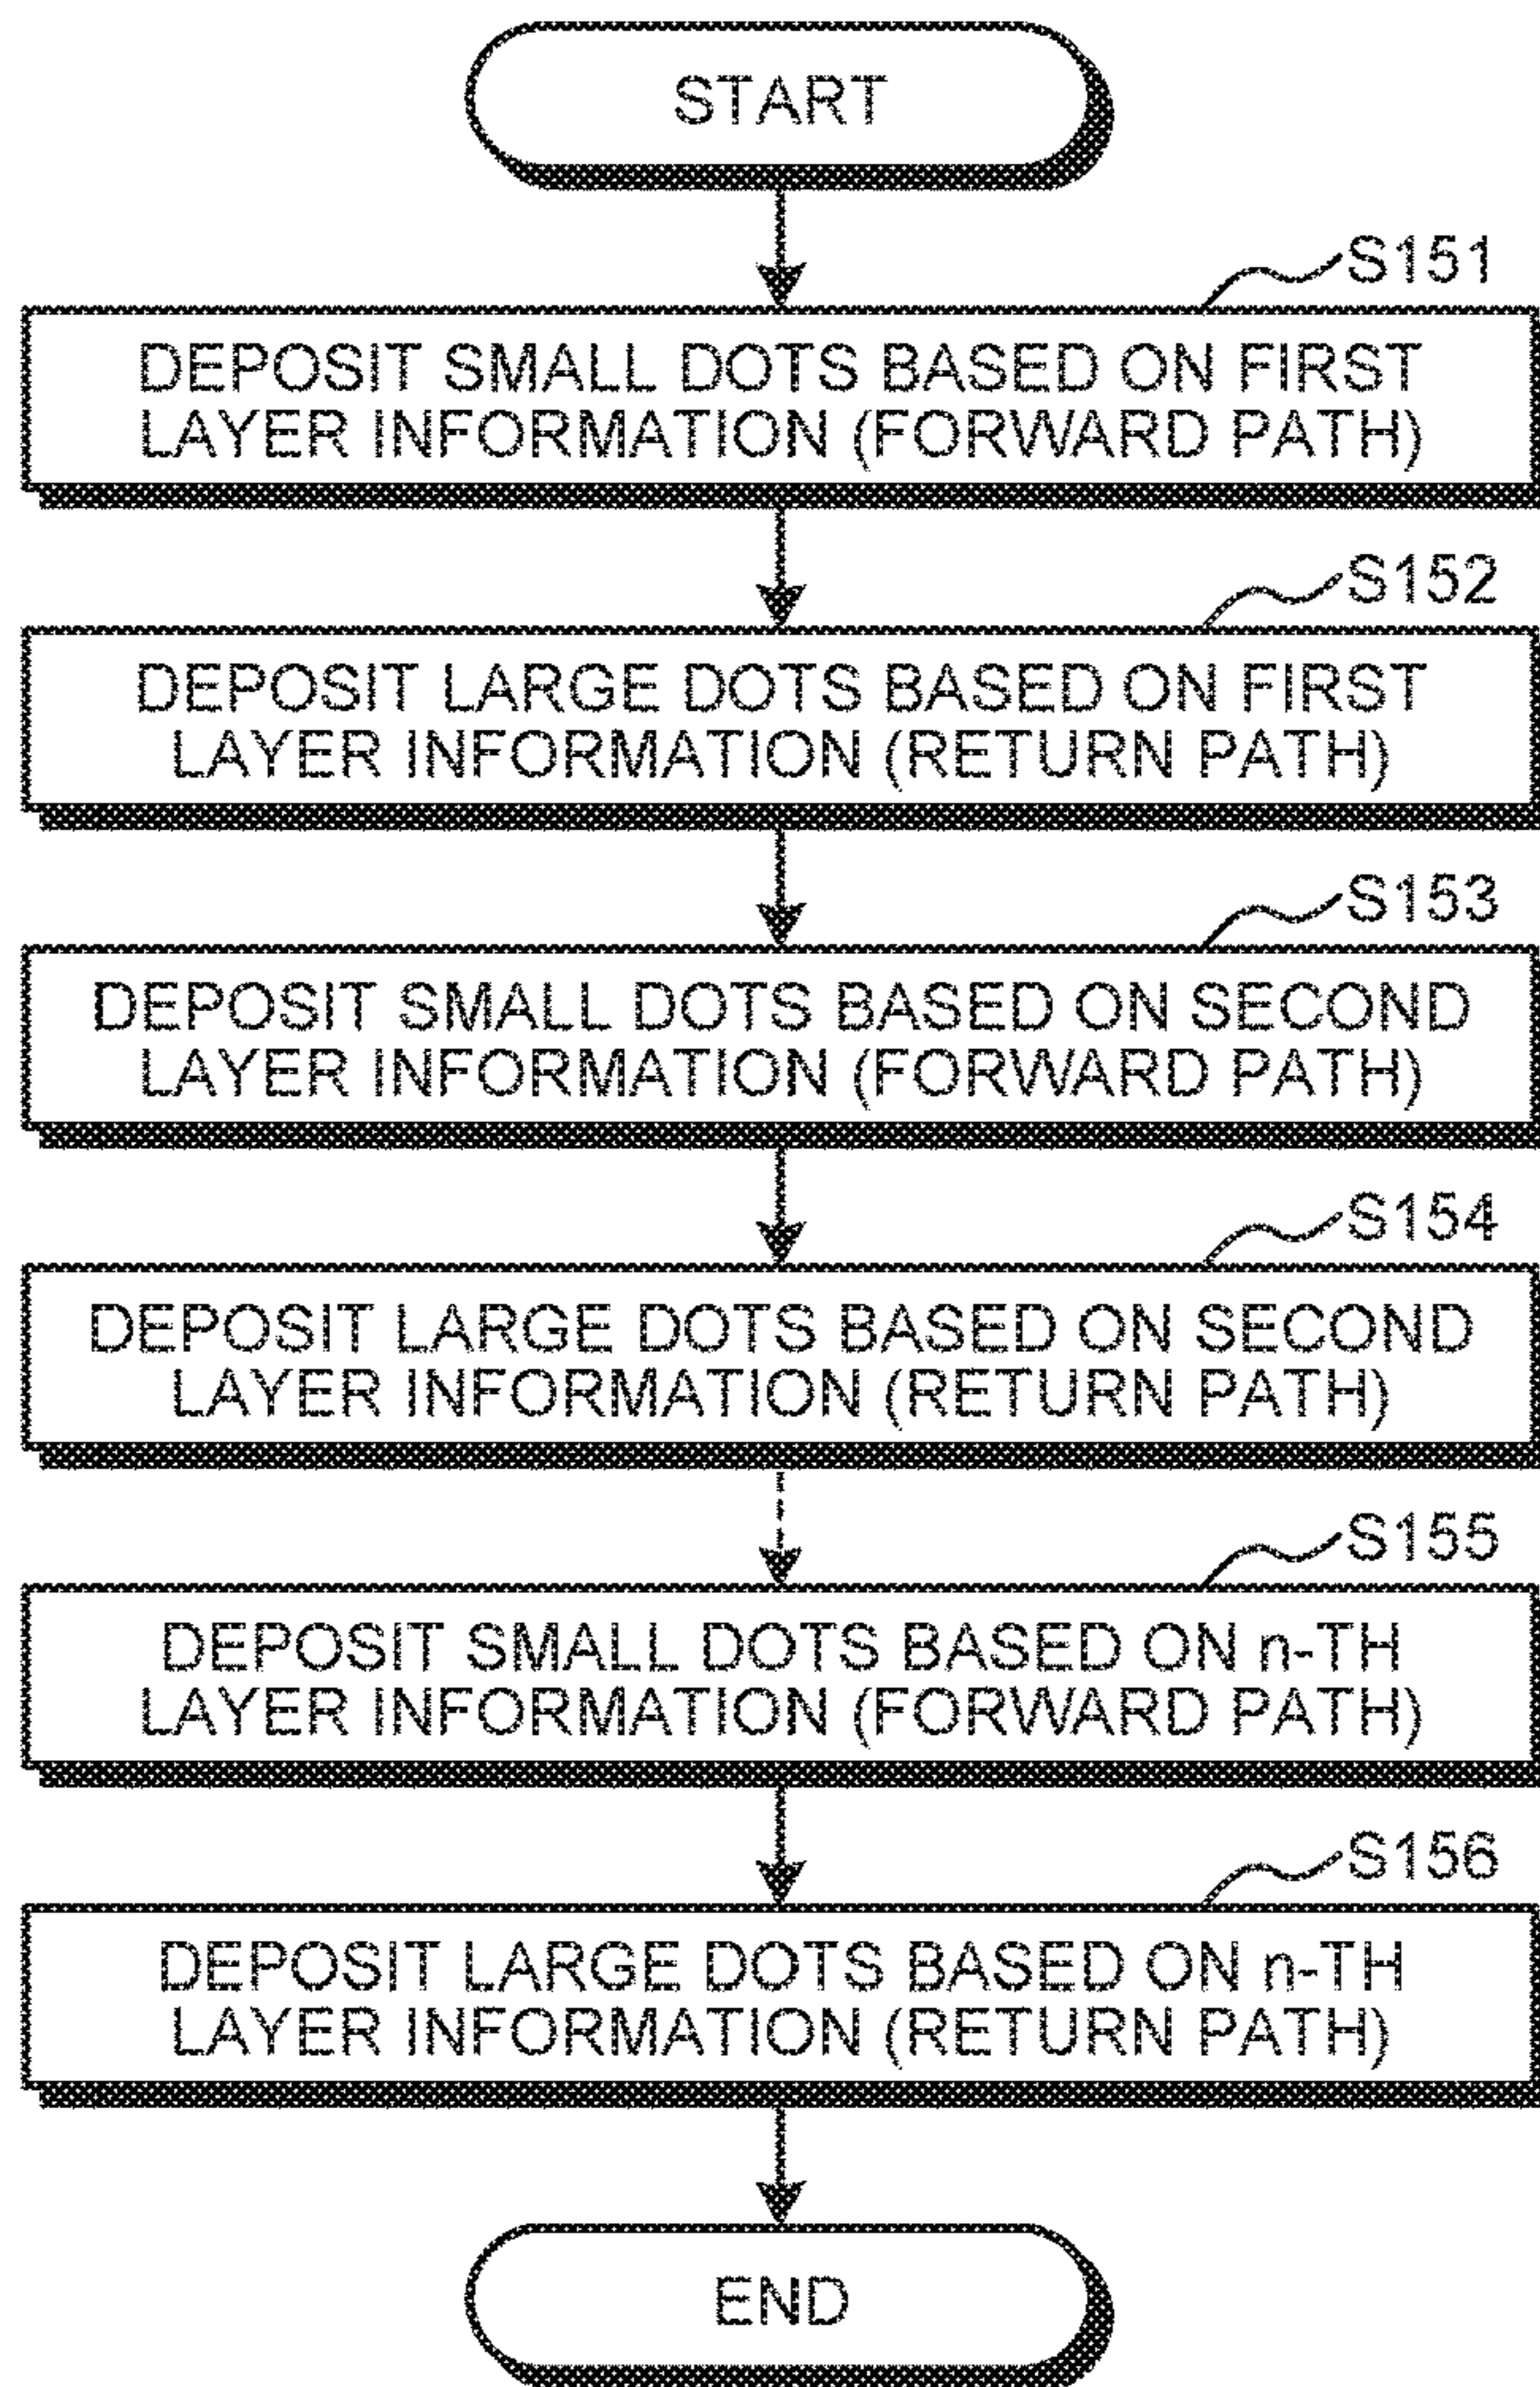 START
S151
DEPOSIT SMALL DOTS BASED ON FIRST
LAYER INFORMATION (FORWARD PATH)
S152
DEPOSIT LARGE DOTS BASED ON FIRST
LAYER INFORMATION (RETURN PATH)
S153
DEPOSIT SMALL DOTS BASED ON SECOND
LAYER INFORMATION (FORWARD PATH)
S154
DEPOSIT LARGE DOTS BASED ON SECOND
LAYER INFORMATION (RETURN PATH)
S155
DEPOSIT SMALL DOTS BASED ON n-TH
LAYER INFORMATION (FORWARD PATH)
S156
DEPOSIT LARGE DOTS BASED ON n-TH
LAYER INFORMATION (RETURN PATH)
END